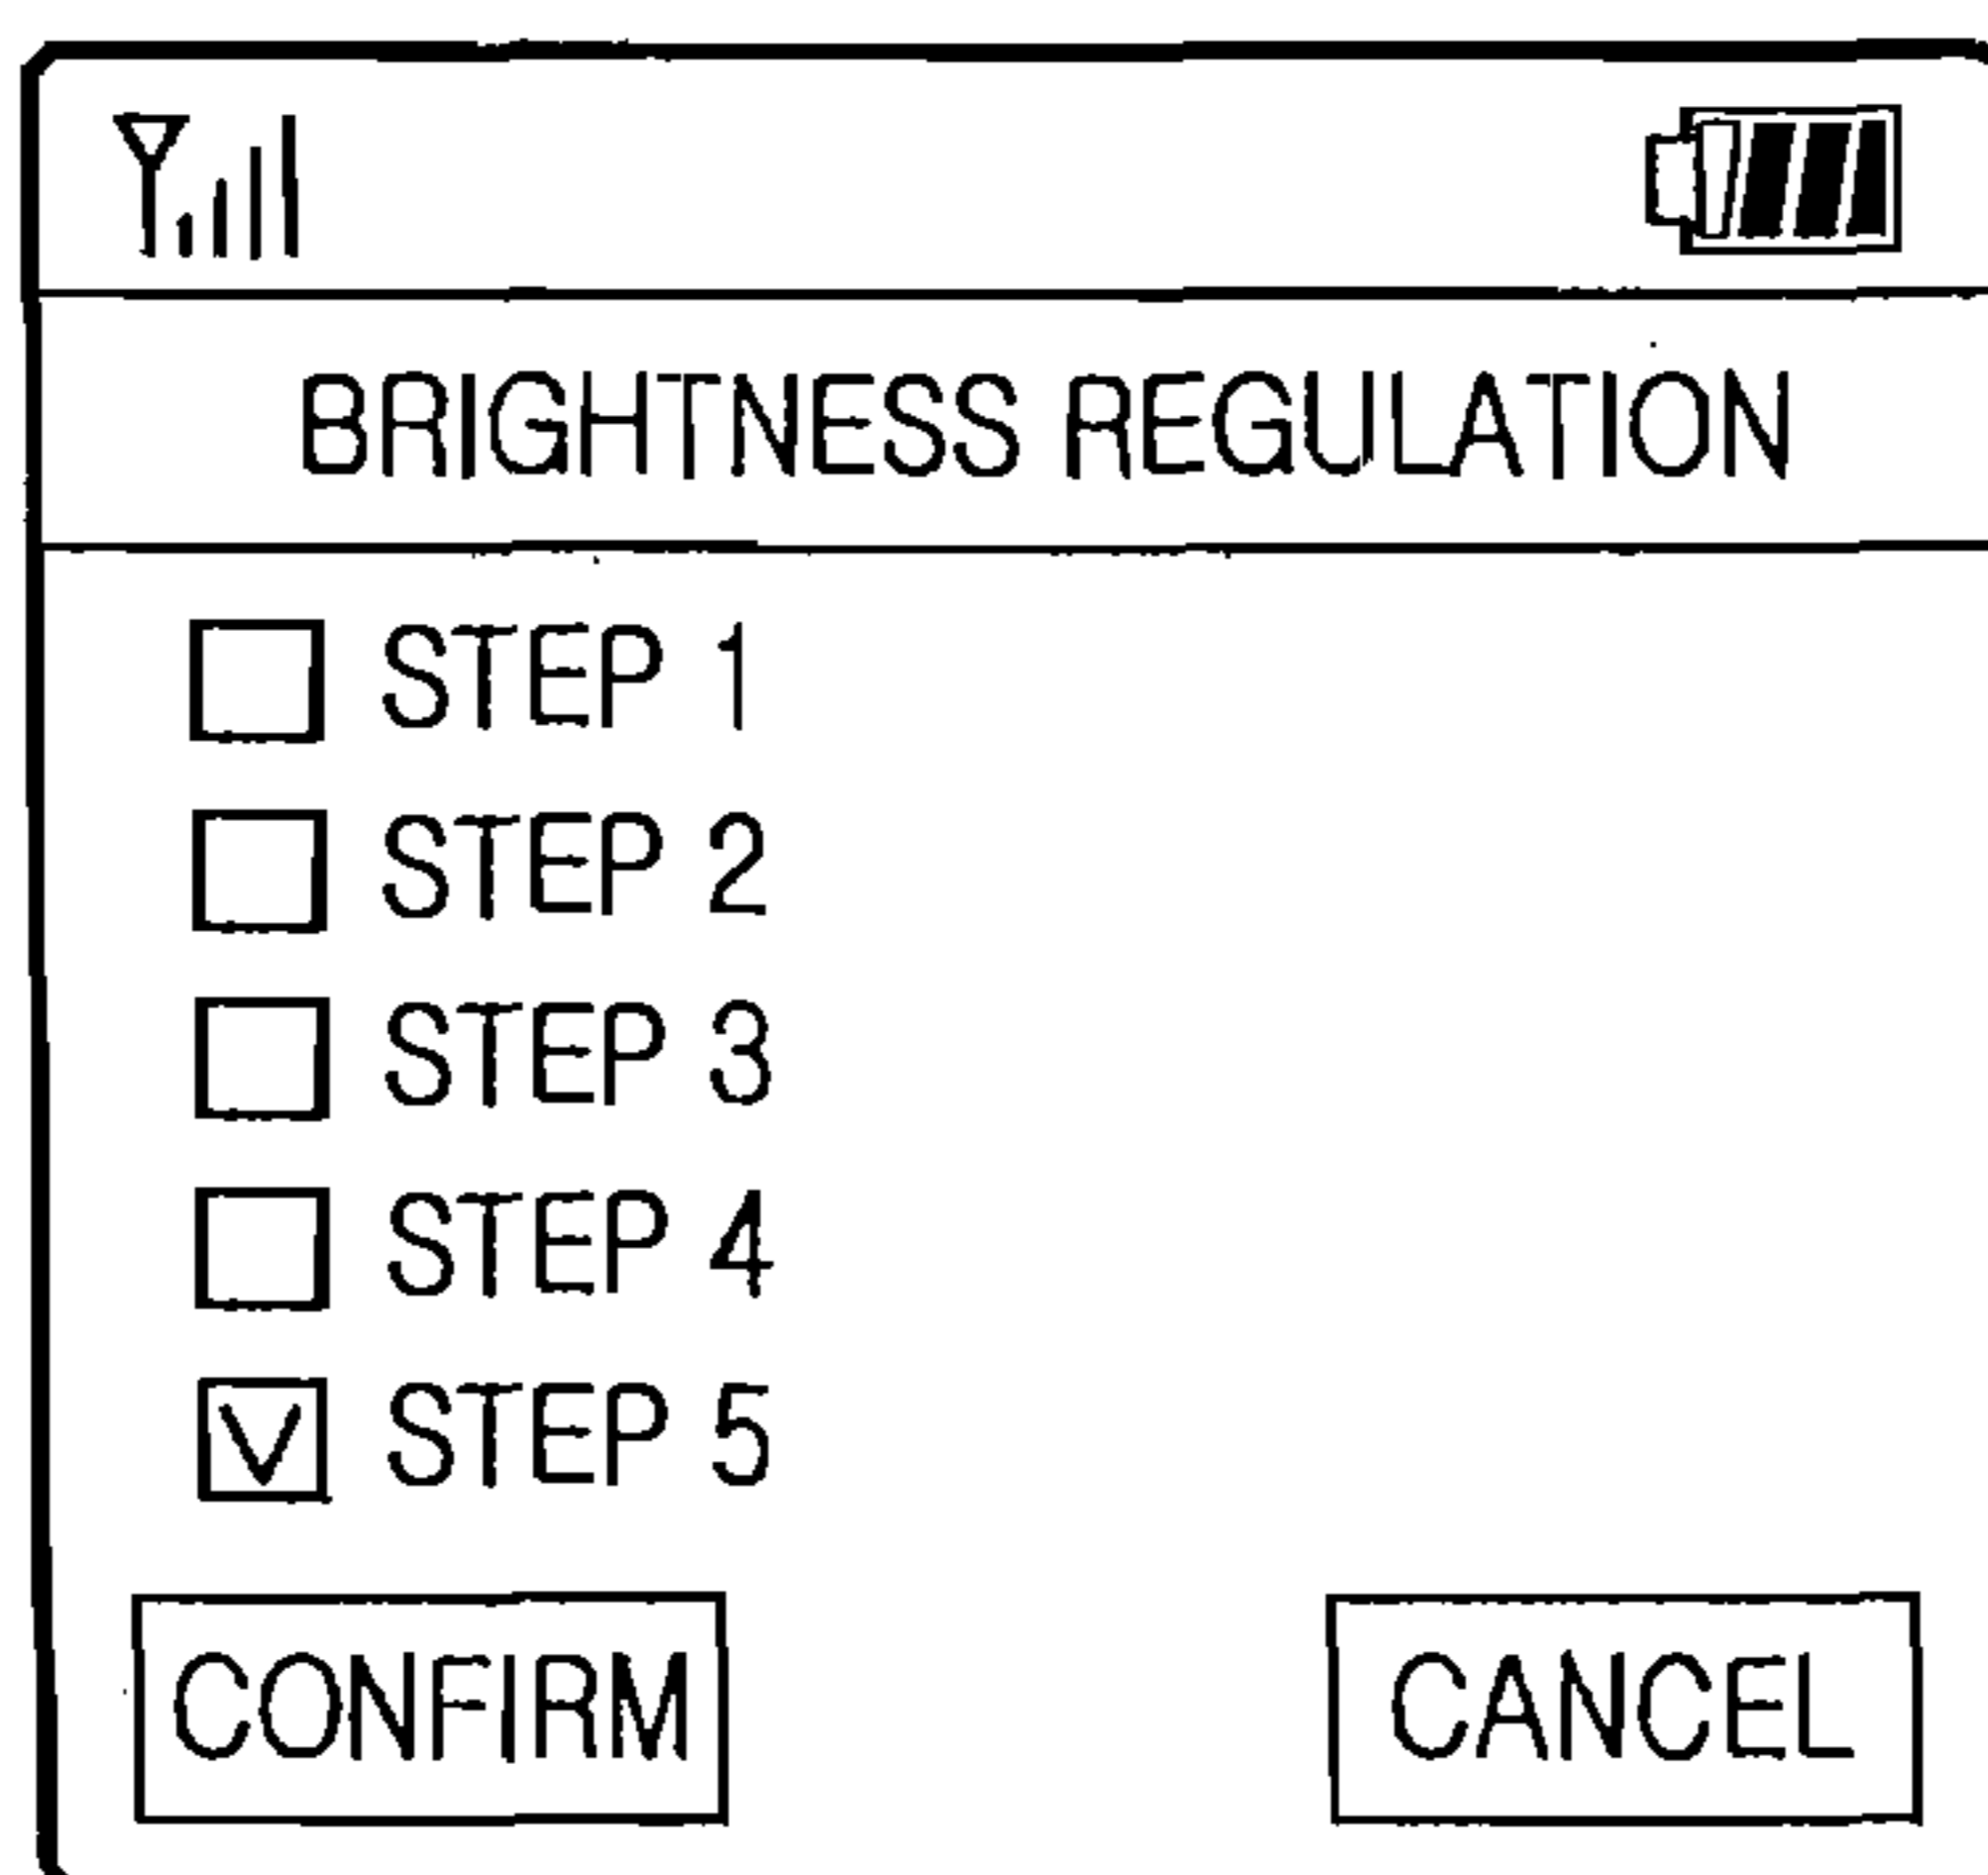 BRIGHTNESS REGULATION
STEP 1
STEP 2
STEP 3
STEP 4
STEP 5
CONFIRM CANCEL